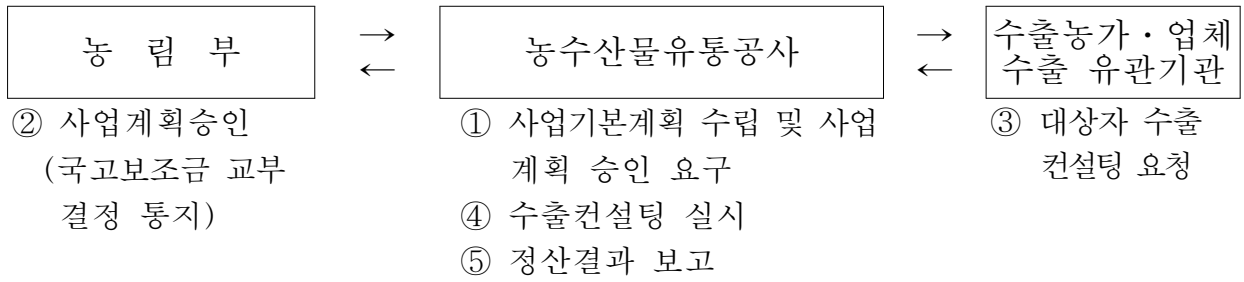 농 림 부
→
←
농수산물유통공사
→
←
수출농가·업체
수출 유관기관
② 사업계획승인
(국고보조금 교부
결정 통지)
① 사업기본계획 수립 및 사업
계획 승인 요구
④ 수출컨설팅 실시
⑤ 정산결과 보고
③ 대상자 수출
컨설팅 요청